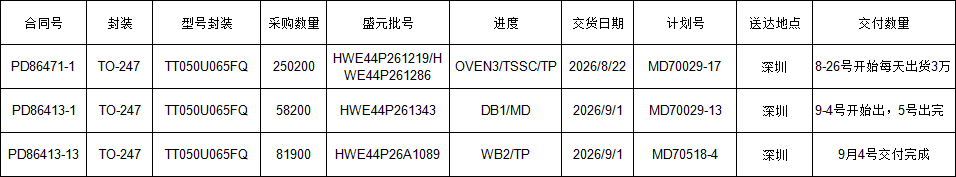 合同号 封装 型号封装 采购数量 盛元批号 进度 交货日期 计划号 送达地点 交付数量
PD86471-1 TO-247 TT050U065FQ 250200 HWE44P261219/HWE44P261286 OVEN3/TSSC/TP 2026/8/22 MD70029-17 深圳 8-26号开始每天出货3万
PD86413-1 TO-247 TT050U065FQ 58200 HWE44P261343 DB1/MD 2026/9/1 MD70029-13 深圳 9-4号开始出，5号出完
PD86413-13 TO-247 TT050U065FQ 81900 HWE44P26A1089 WB2/TP 2026/9/1 MD70518-4 深圳 9月4号交付完成